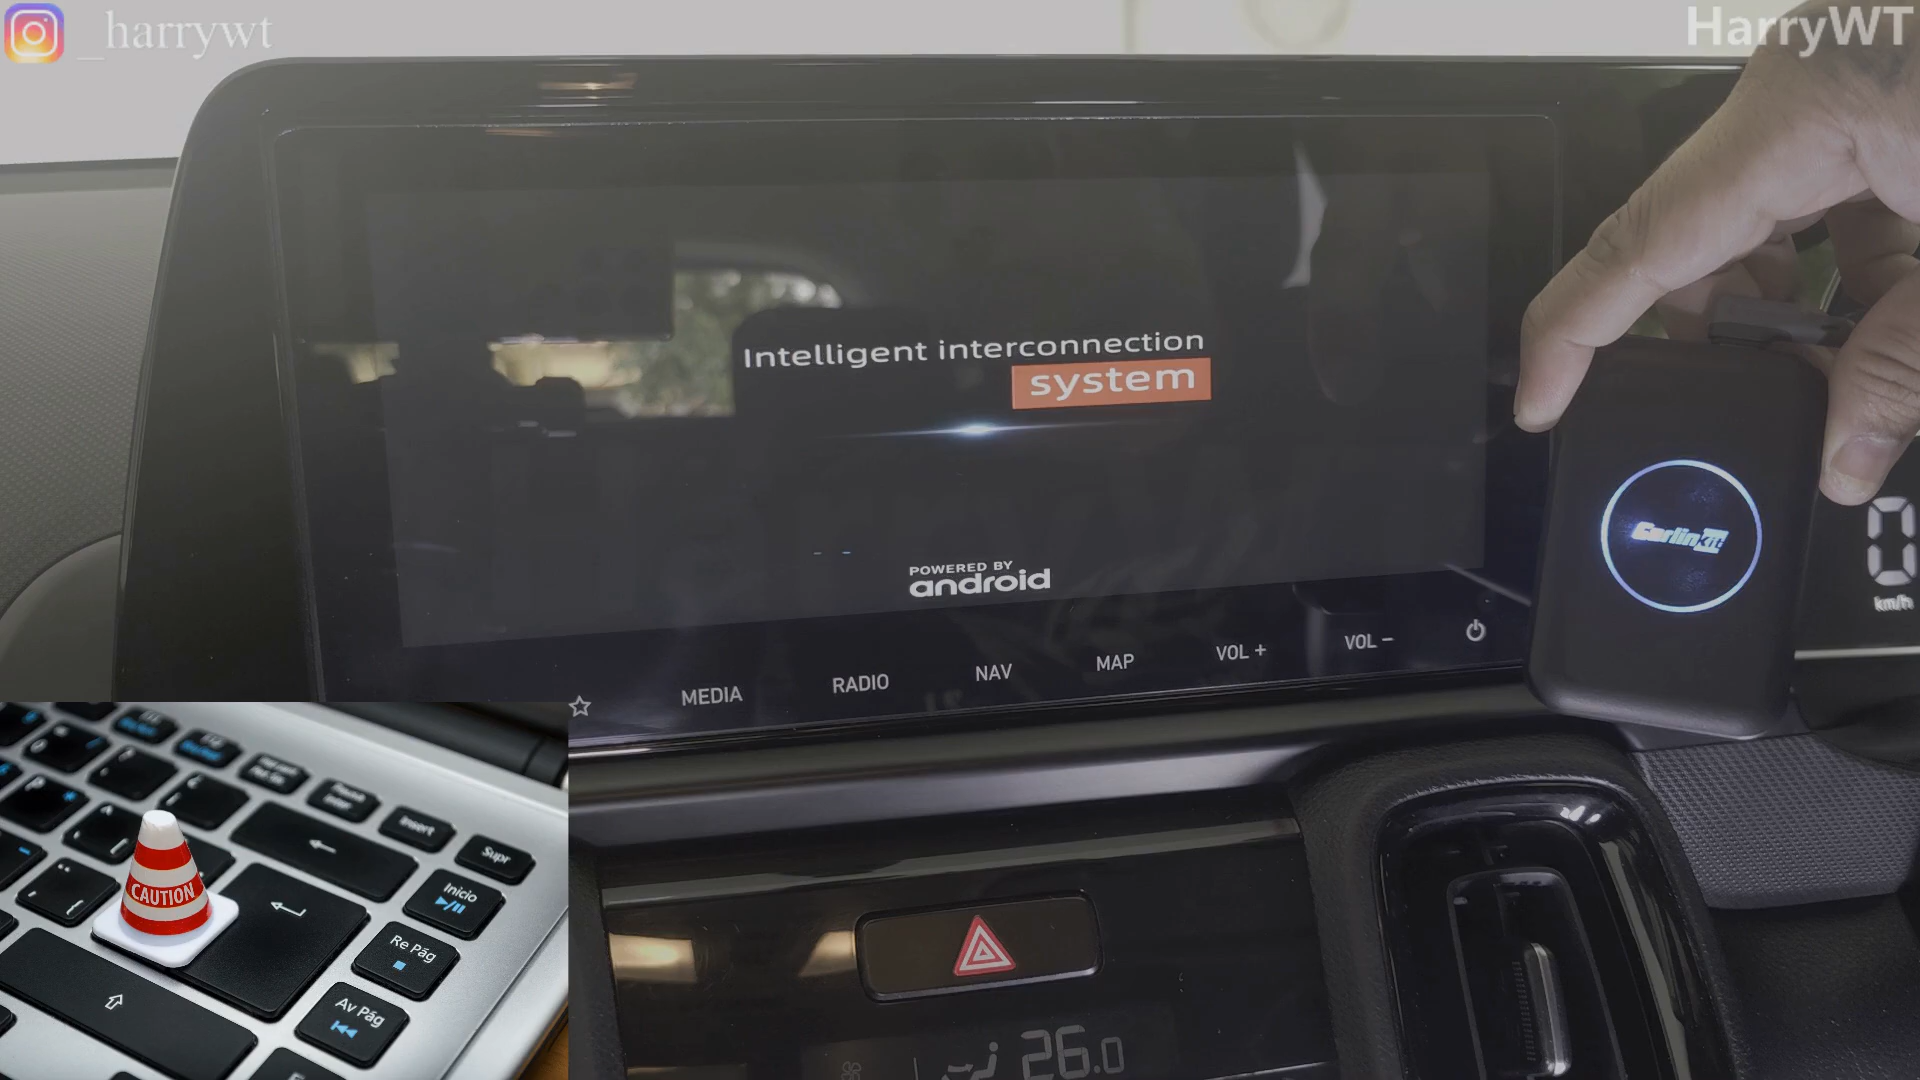 _harrywt
HarryWT
Intelligent interconnection
system
POWERED BY
android
MEDIA
RADIO
NAV
MAP
VOL +
VOL −
Carlinkit
0
km/h
26.0
CAUTION
Insert
Supr
Inicio
Re Pág
Av Pág